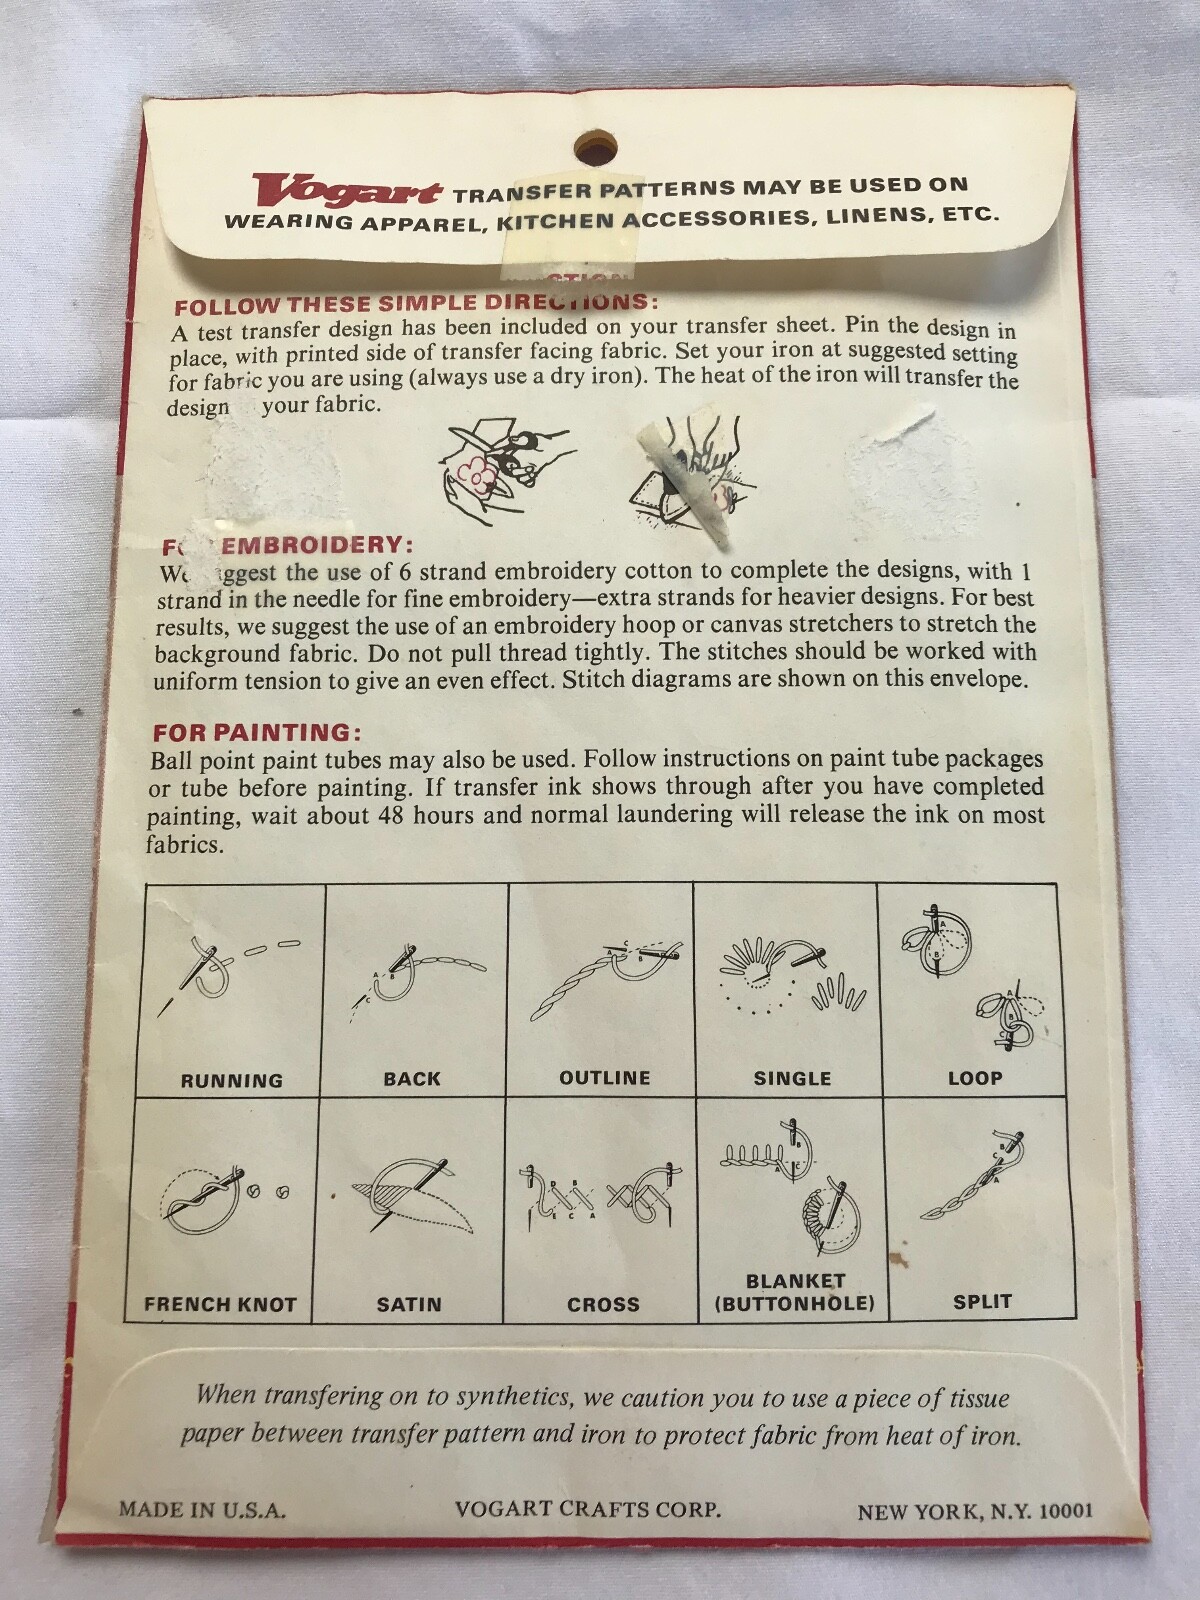 Vogart TRANSFER PATTERNS MAY BE USED ON
WEARING APPAREL, KITCHEN ACCESSORIES, LINENS, ETC.
FOLLOW THESE SIMPLE DIRECTIONS:
A test transfer design has been included on your transfer sheet. Pin the design in
place, with printed side of transfer facing fabric. Set your iron at suggested setting
for fabric you are using (always use a dry iron). The heat of the iron will transfer the
design your fabric.
EMBROIDERY:
the use of 6 strand embroidery cotton to complete the designs, with 1
strand in the needle for fine embroidery—extra strands for heavier designs. For best
results, we suggest the use of an embroidery hoop or canvas stretchers to stretch the
background fabric. Do not pull thread tightly. The stitches should be worked with
uniform tension to give an even effect. Stitch diagrams are shown on this envelope.
FOR PAINTING:
Ball point paint tubes may also be used. Follow instructions on paint tube packages
or tube before painting. If transfer ink shows through after you have completed
painting, wait about 48 hours and normal laundering will release the ink on most
fabrics.
RUNNING
BACK
OUTLINE
SINGLE
LOOP
FRENCH KNOT
SATIN
CROSS
BLANKET
(BUTTONHOLE)
SPLIT
When transfering on to synthetics, we caution you to use a piece of tissue
paper between transfer pattern and iron to protect fabric from heat of iron.
MADE IN U.S.A.
VOGART CRAFTS CORP.
NEW YORK, N.Y. 10001